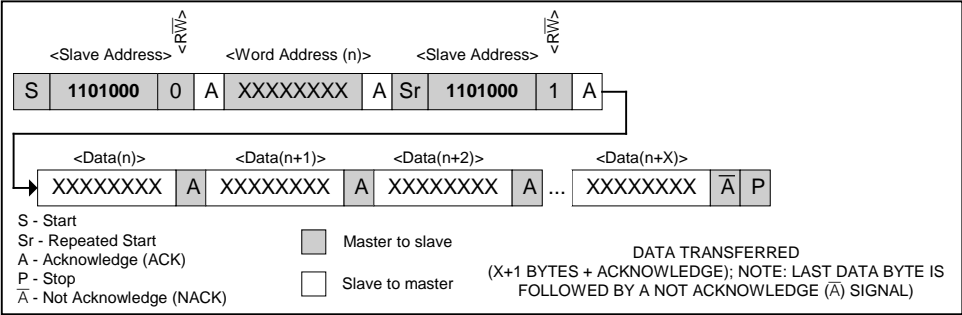 <RW̅>
<RW̅>
<Slave Address>
<Word Address (n)>
<Slave Address>
S 1101000 0 A XXXXXXXX A Sr 1101000 1 A
<Data(n)>
<Data(n+1)>
<Data(n+2)>
<Data(n+X)>
XXXXXXXX A XXXXXXXX A XXXXXXXX A ... XXXXXXXX A̅ P
S - Start
Sr - Repeated Start
A - Acknowledge (ACK)
P - Stop
A̅ - Not Acknowledge (NACK)
Master to slave
Slave to master
DATA TRANSFERRED
(X+1 BYTES + ACKNOWLEDGE); NOTE: LAST DATA BYTE IS
FOLLOWED BY A NOT ACKNOWLEDGE (A̅) SIGNAL)